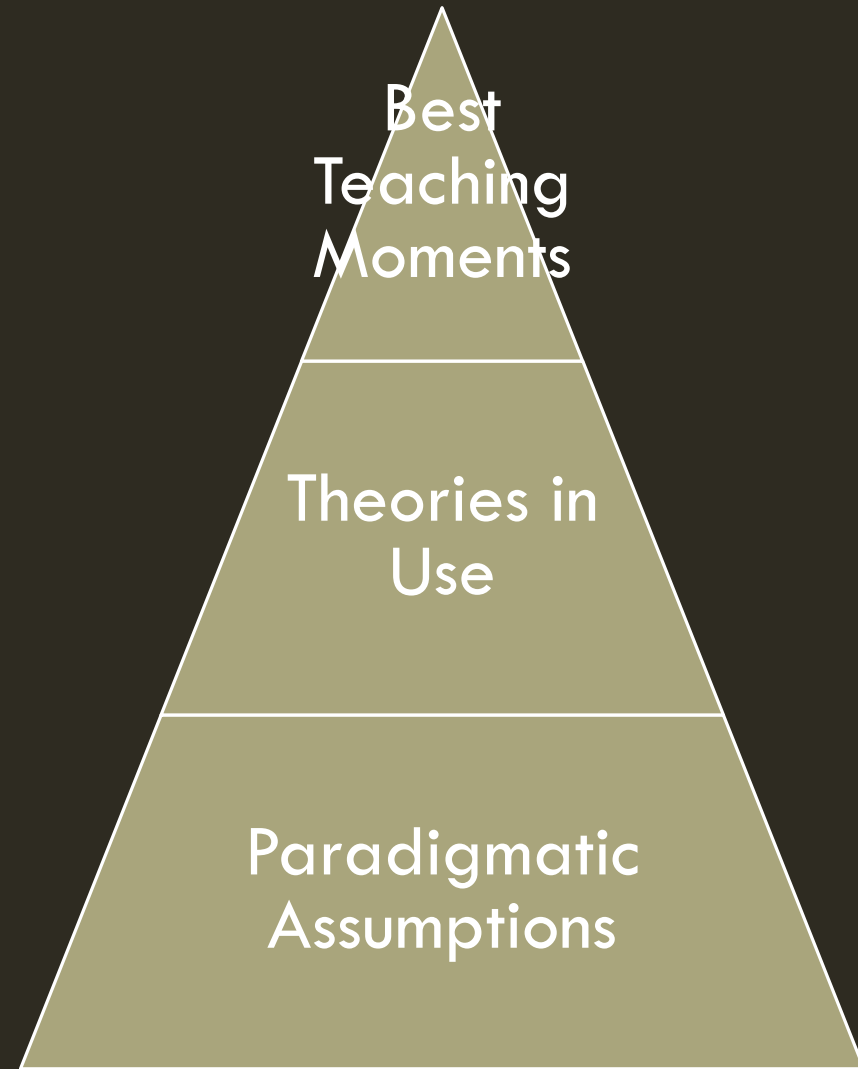 Best
Teaching
Moments
Theories in
Use
Paradigmatic
Assumptions